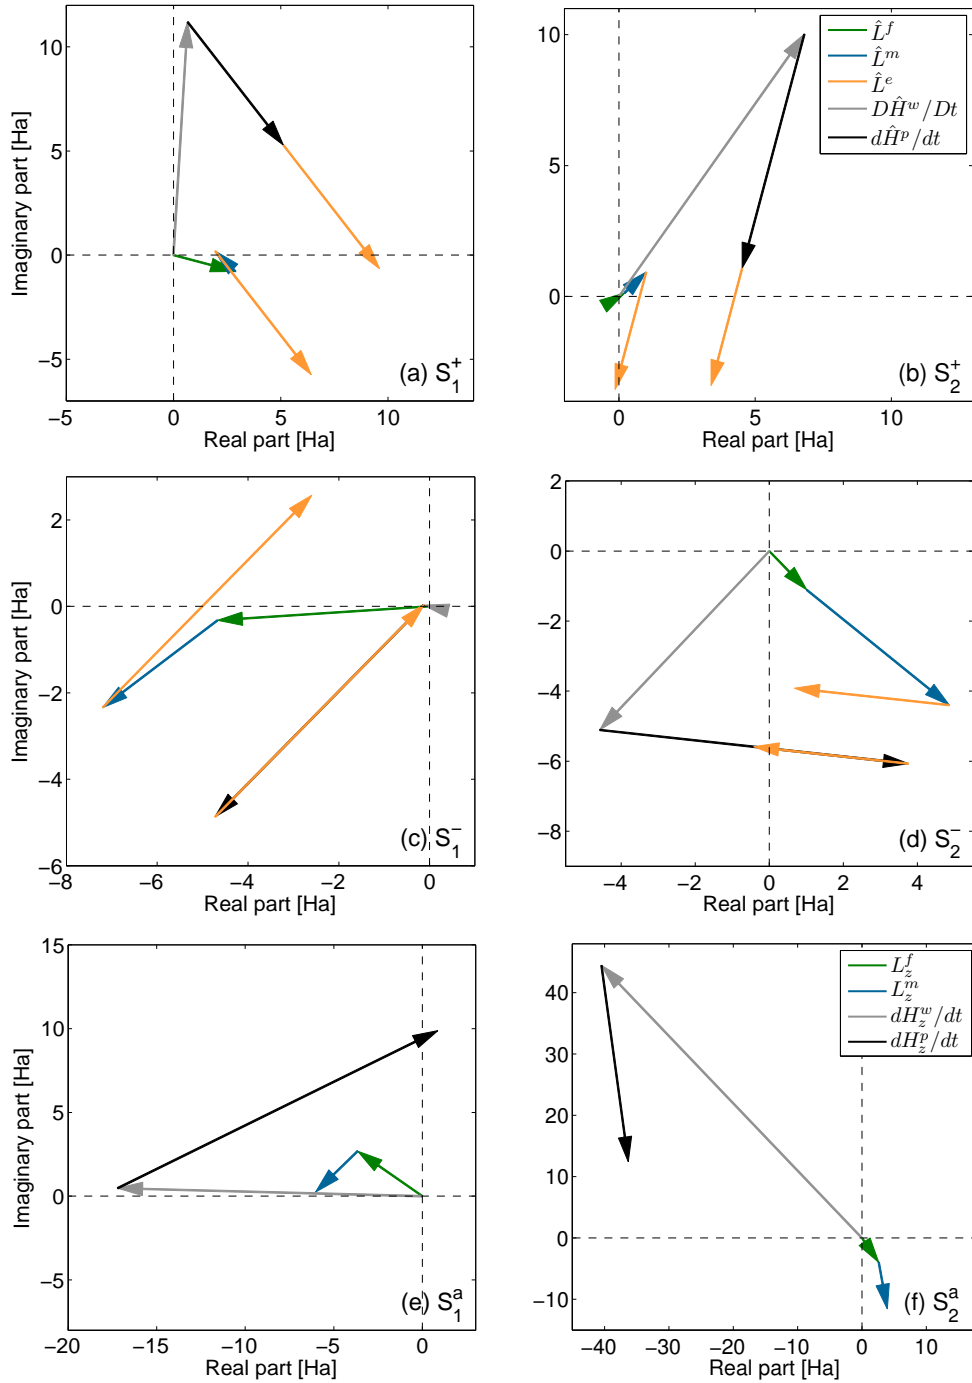 10
5
0
−5
−5 0 5 10
Imaginary part [Ha]
Real part [Ha]
(a) S₁⁺
10
5
0
0 5 10
Real part [Ha]
(b) S₂⁺
L̂ᶠ
L̂ᵐ
L̂ᵉ
DĤʷ/Dt
dĤᵖ/dt
2
0
−2
−4
−6
−8 −6 −4 −2 0
Imaginary part [Ha]
Real part [Ha]
(c) S₁⁻
2
0
−2
−4
−6
−8
−4 −2 0 2 4
Real part [Ha]
(d) S₂⁻
15
10
5
0
−5
−20 −15 −10 −5 0
Imaginary part [Ha]
Real part [Ha]
(e) S₁ᵃ
40
30
20
10
0
−10
−40 −30 −20 −10 0 10
Real part [Ha]
(f) S₂ᵃ
L_z^f
L_z^m
dH_z^w/dt
dH_z^p/dt